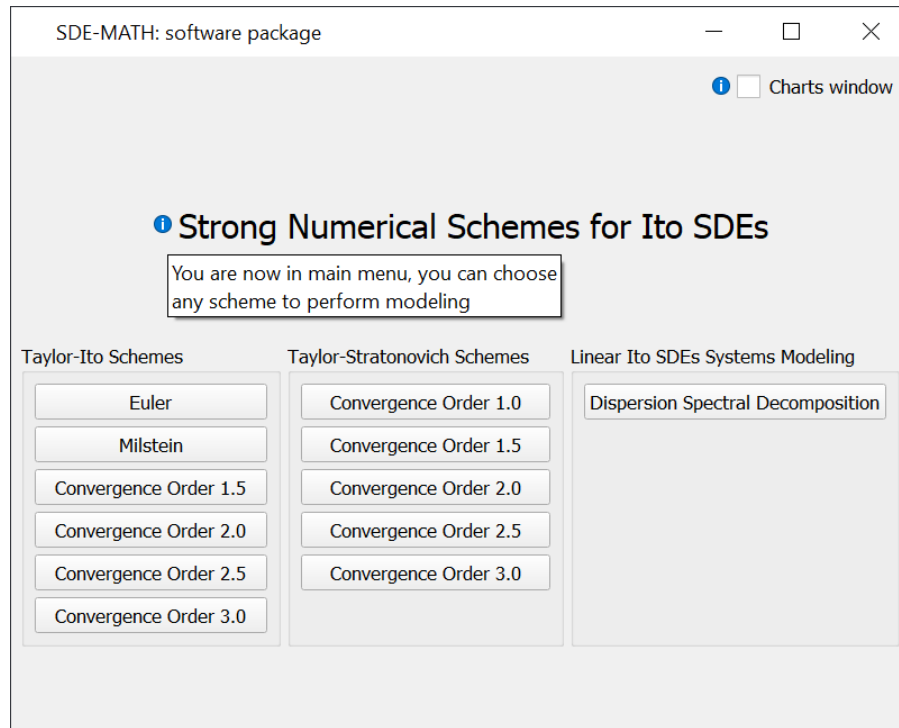 SDE-MATH: software package
Charts window
Strong Numerical Schemes for Ito SDEs
You are now in main menu, you can choose
any scheme to perform modeling
Taylor-Ito Schemes
Euler
Milstein
Convergence Order 1.5
Convergence Order 2.0
Convergence Order 2.5
Convergence Order 3.0
Taylor-Stratonovich Schemes
Convergence Order 1.0
Convergence Order 1.5
Convergence Order 2.0
Convergence Order 2.5
Convergence Order 3.0
Linear Ito SDEs Systems Modeling
Dispersion Spectral Decomposition